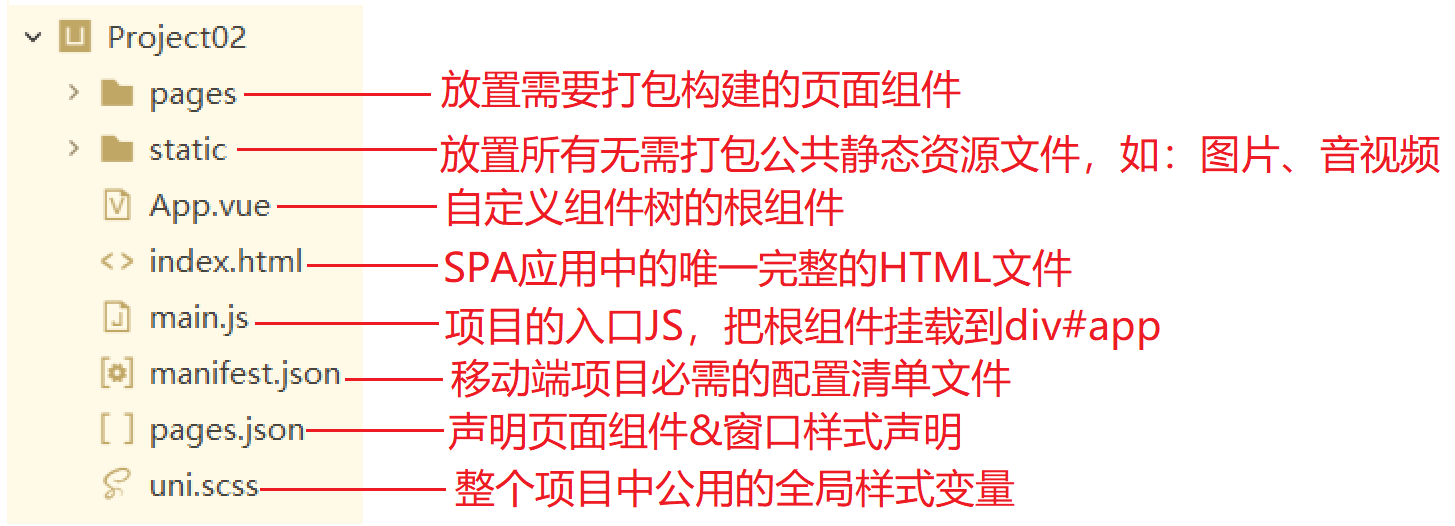 Project02
pages 放置需要打包构建的页面组件
static 放置所有无需打包公共静态资源文件，如：图片、音视频
App.vue 自定义组件树的根组件
index.html SPA应用中的唯一完整的HTML文件
main.js 项目的入口JS，把根组件挂载到div#app
manifest.json 移动端项目必需的配置清单文件
pages.json 声明页面组件&窗口样式声明
uni.scss 整个项目中公用的全局样式变量